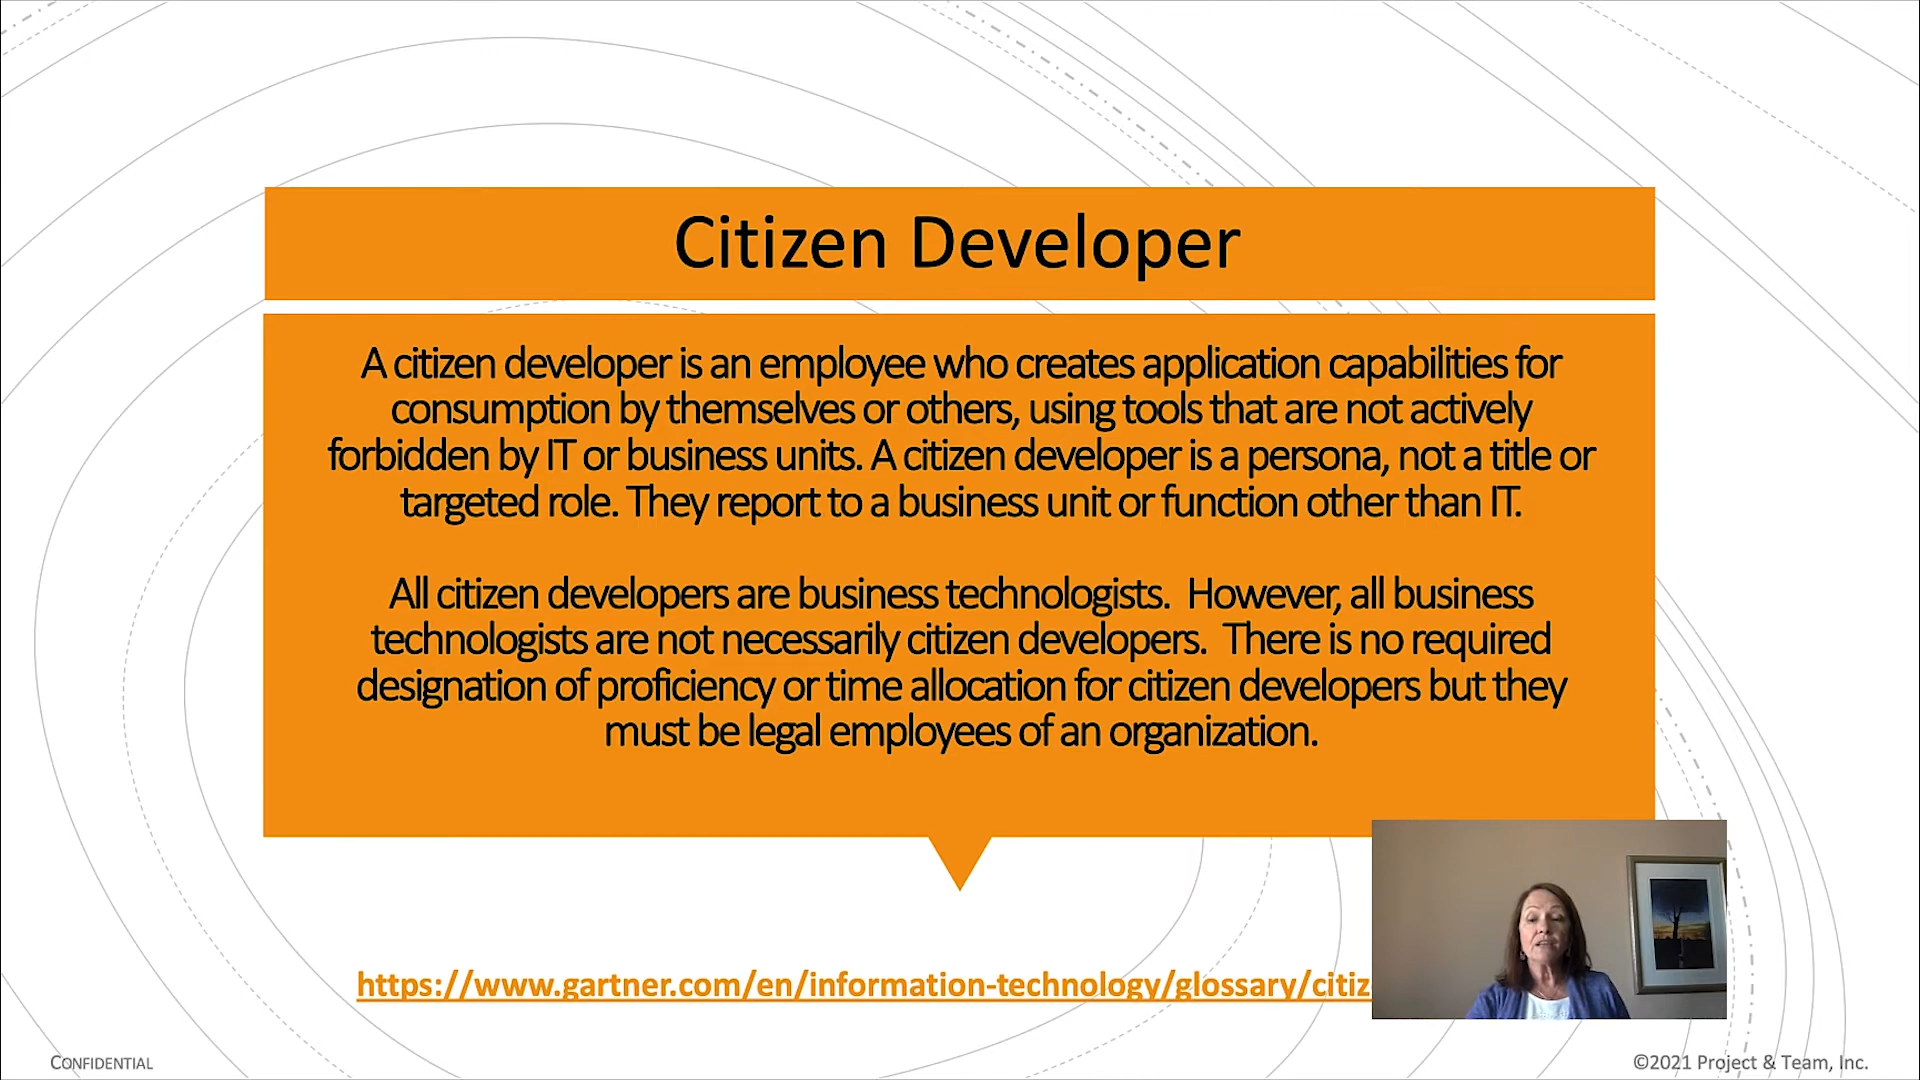 Citizen Developer
A citizen developer is an employee who creates application capabilities for
consumption by themselves or others, using tools that are not actively
forbidden by IT or business units. A citizen developer is a persona, not a title or
targeted role. They report to a business unit or function other than IT.
All citizen developers are business technologists.  However, all business
technologists are not necessarily citizen developers.  There is no required
designation of proficiency or time allocation for citizen developers but they
must be legal employees of an organization.
https://www.gartner.com/en/information-technology/glossary/citiz
CONFIDENTIAL
©2021 Project & Team, Inc.